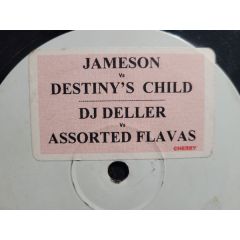 JAMESON
Vs
DESTINY'S CHILD
DJ DELLER
Vs
ASSORTED FLAVAS
CHERRY